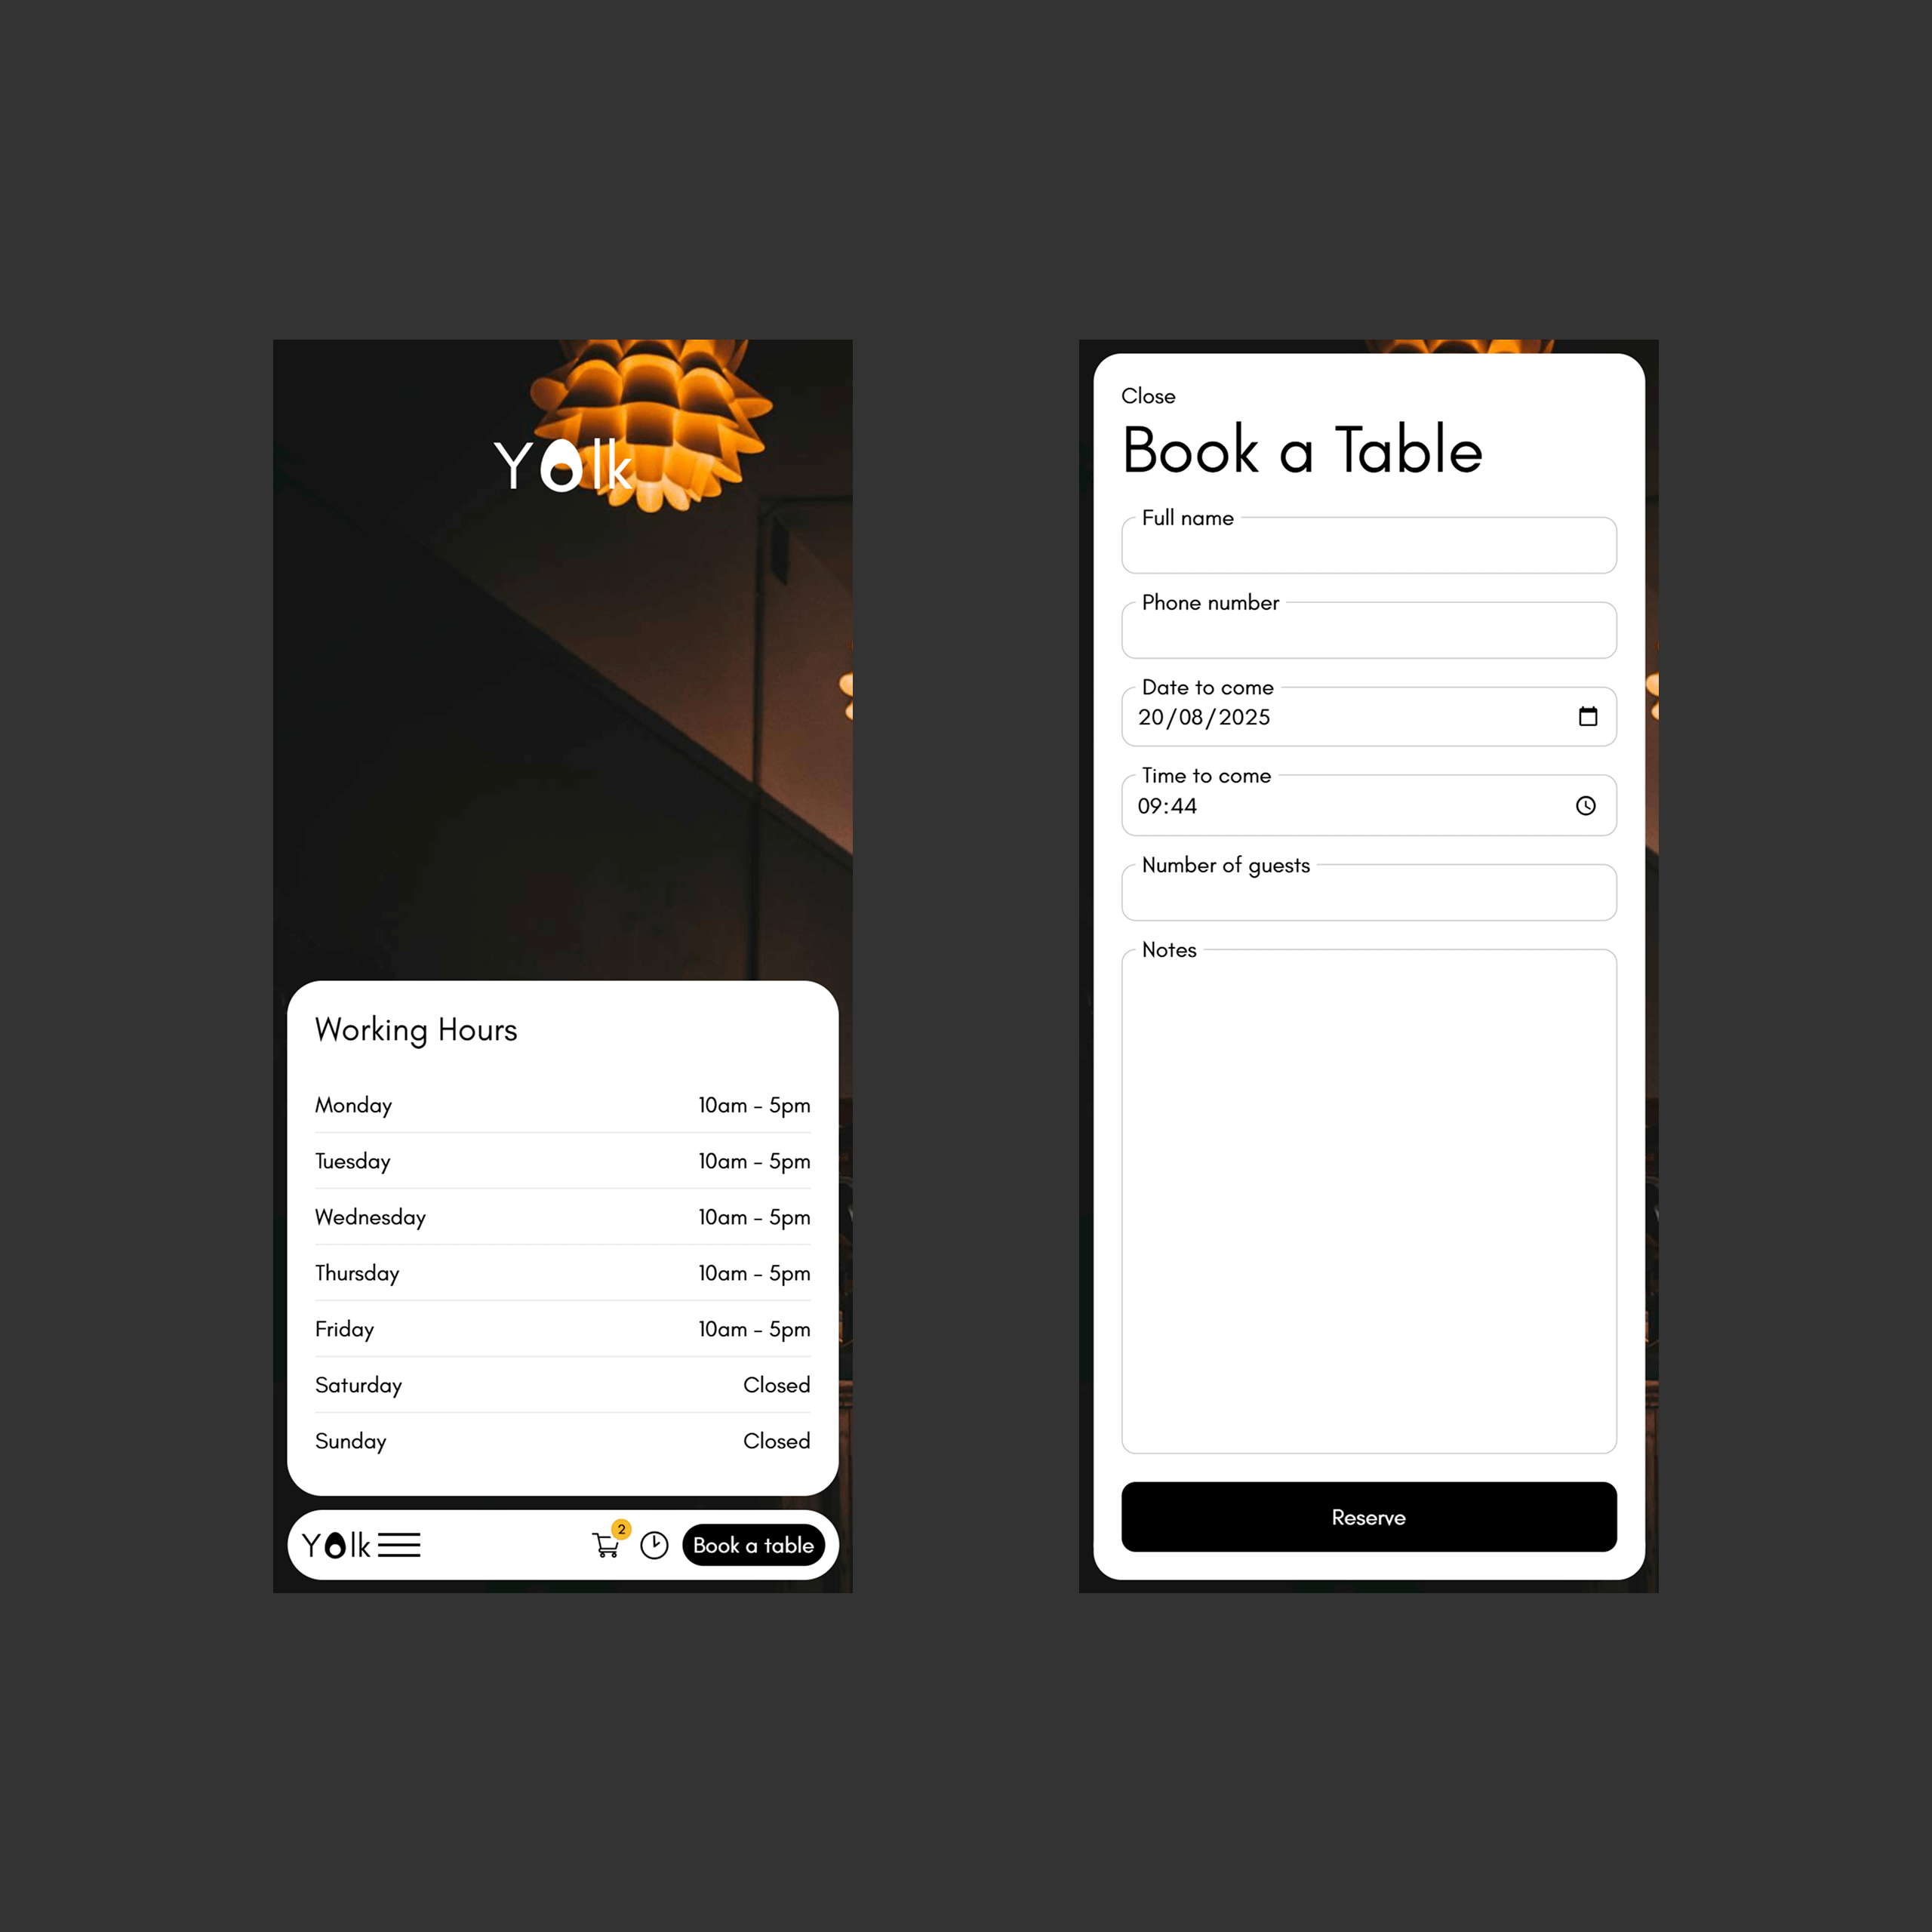 Yolk
Working Hours
Monday 10am - 5pm
Tuesday 10am - 5pm
Wednesday 10am - 5pm
Thursday 10am - 5pm
Friday 10am - 5pm
Saturday Closed
Sunday Closed
Yolk 2 Book a table
Close
Book a Table
Full name
Phone number
Date to come
20/08/2025
Time to come
09:44
Number of guests
Notes
Reserve